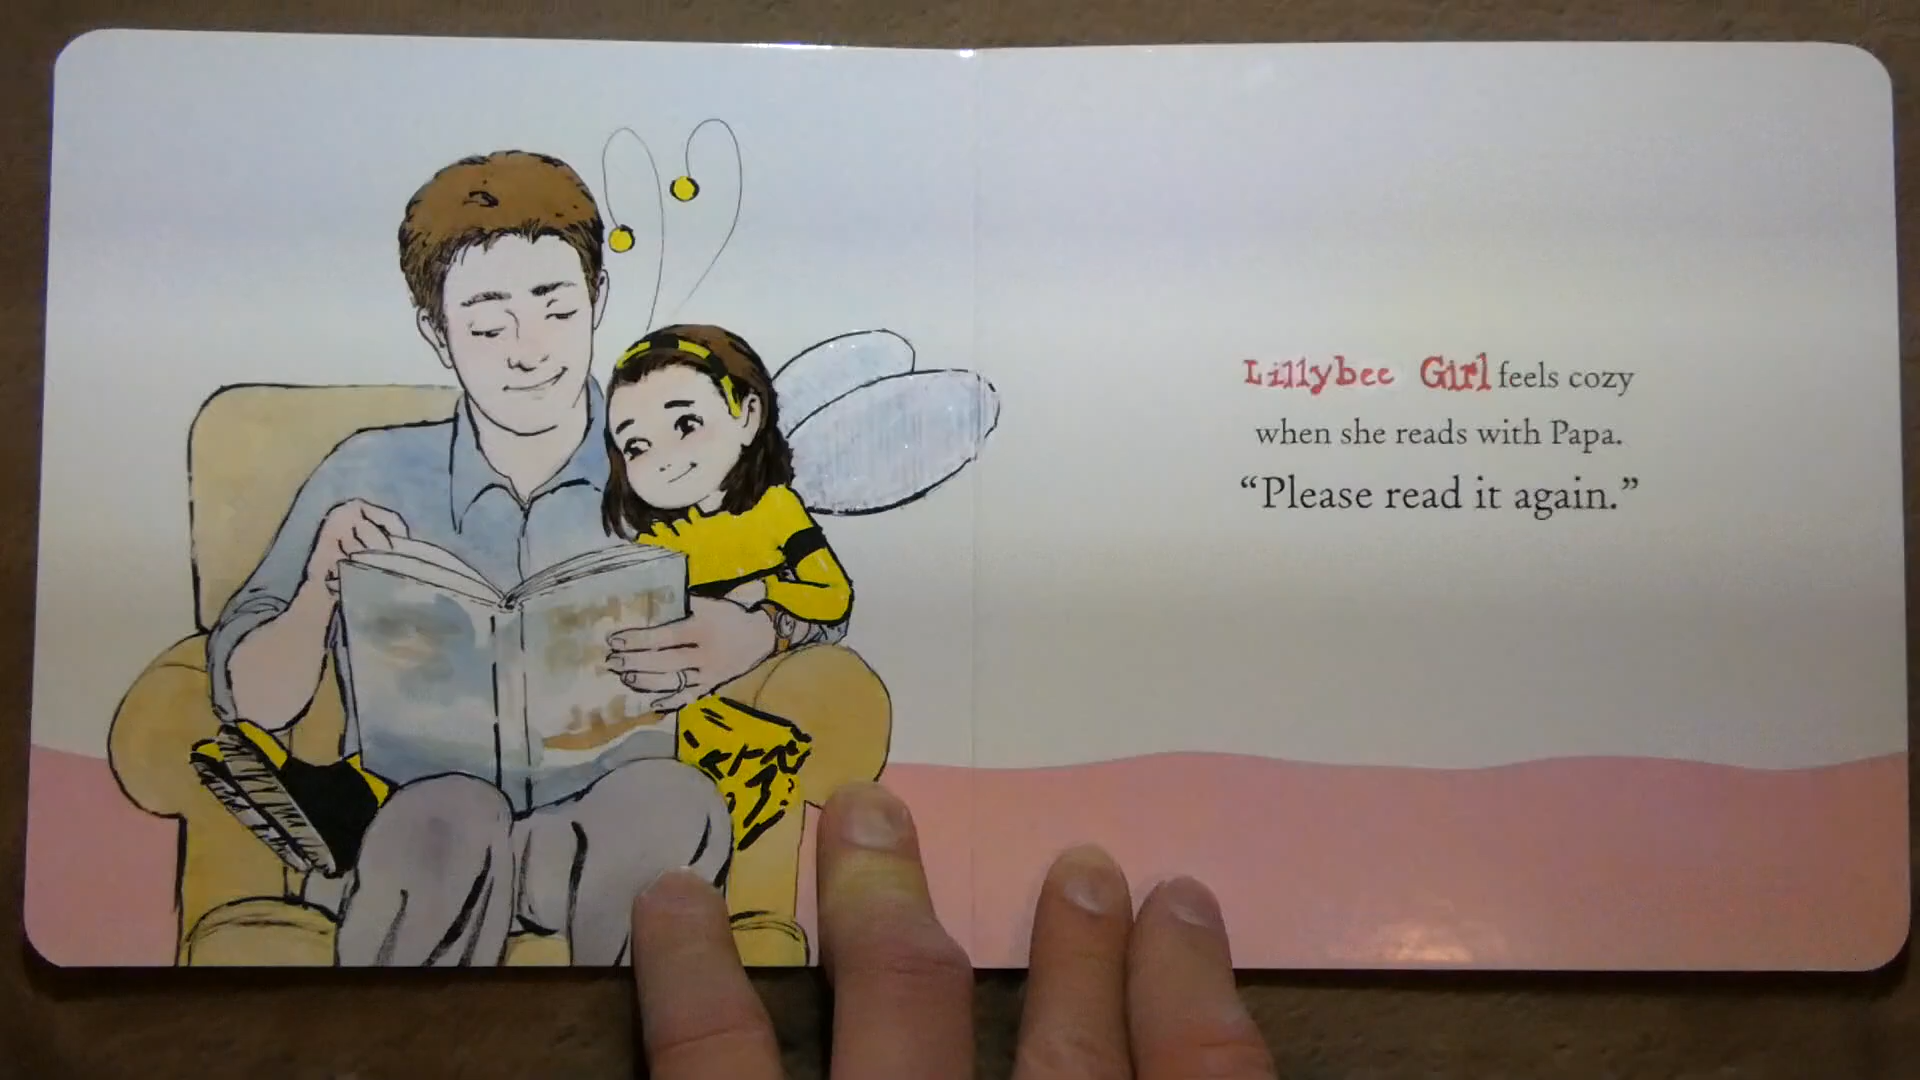 Lillybee Girl feels cozy
when she reads with Papa.
“Please read it again.”